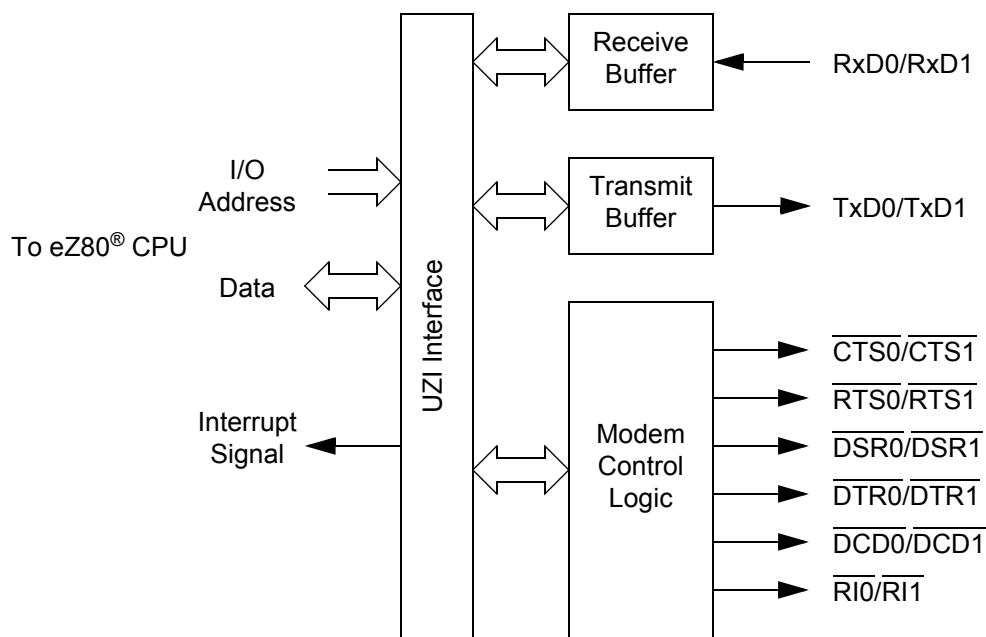 Receive
Buffer
RxD0/RxD1
I/O
Address
Transmit
Buffer
TxD0/TxD1
To eZ80® CPU
Data
UZI Interface
Interrupt
Signal
Modem
Control
Logic
CTS0/CTS1
RTS0/RTS1
DSR0/DSR1
DTR0/DTR1
DCD0/DCD1
RI0/RI1